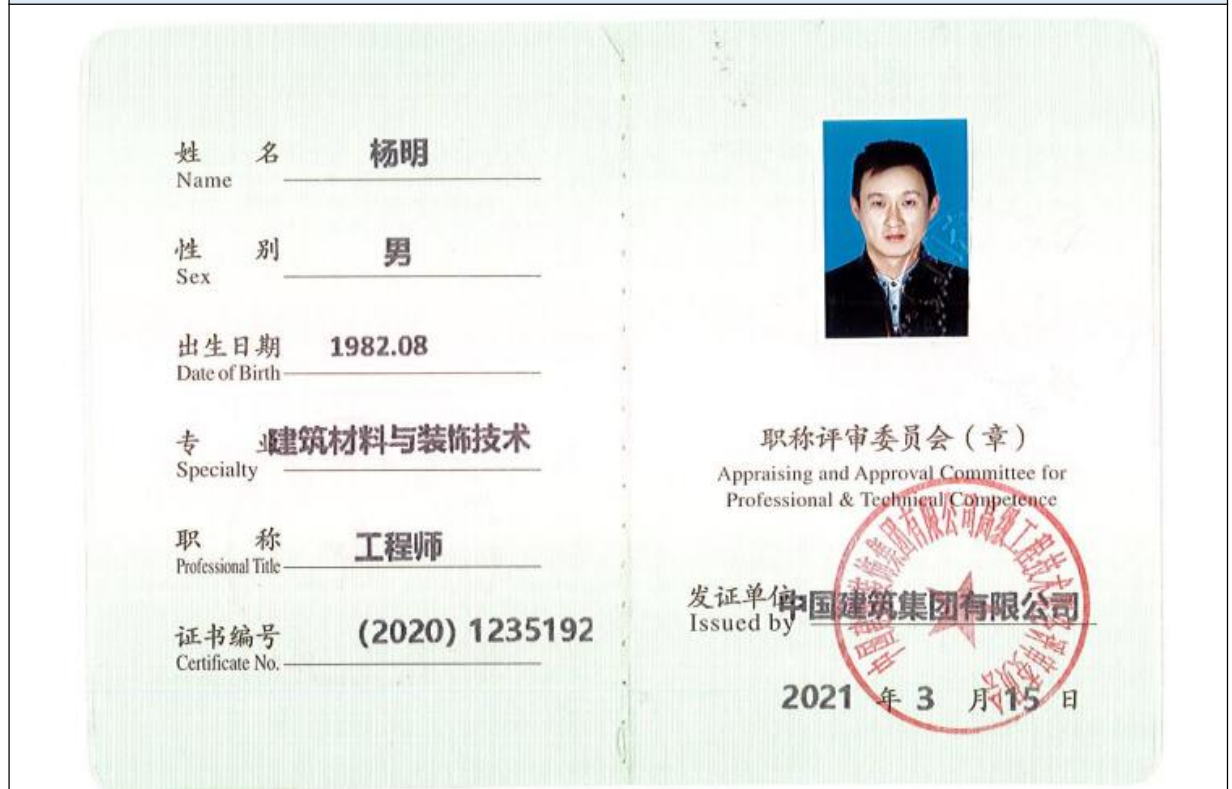 姓 名 杨明
Name
性 别 男
Sex
出生日期 1982.08
Date of Birth
专 业 建筑材料与装饰技术
Specialty
职 称 工程师
Professional Title
证书编号 (2020) 1235192
Certificate No.
职称评审委员会（章）
Appraising and Approval Committee for
Professional & Technical Competence
发证单位 中国建筑集团有限公司
Issued by
2021 年 3 月 15 日